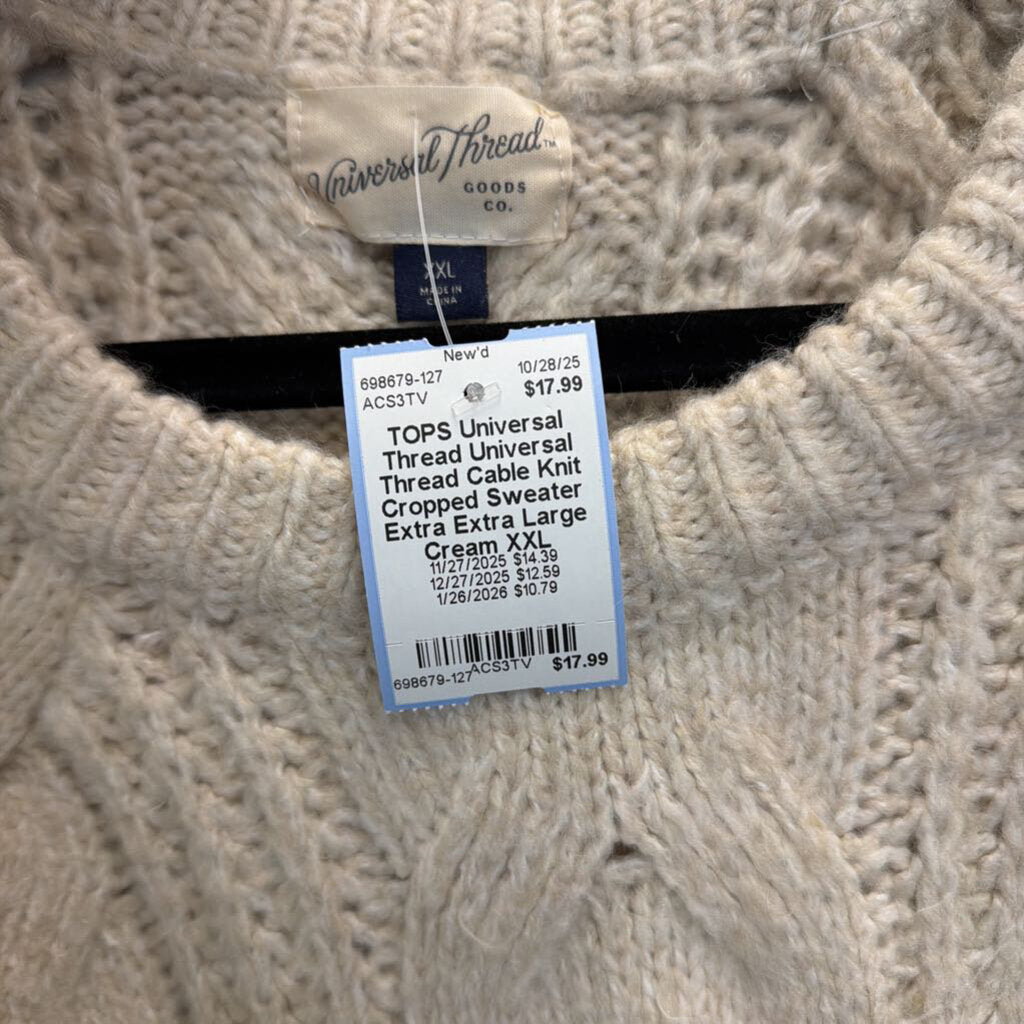 Universal Thread™
GOODS
CO.
XXL
MADE IN
CHINA
New'd
698679-127 10/28/25
ACS3TV $17.99
TOPS Universal
Thread Universal
Thread Cable Knit
Cropped Sweater
Extra Extra Large
Cream XXL
11/27/2025 $14.39
12/27/2025 $12.59
1/26/2026 $10.79
698679-127 ACS3TV $17.99